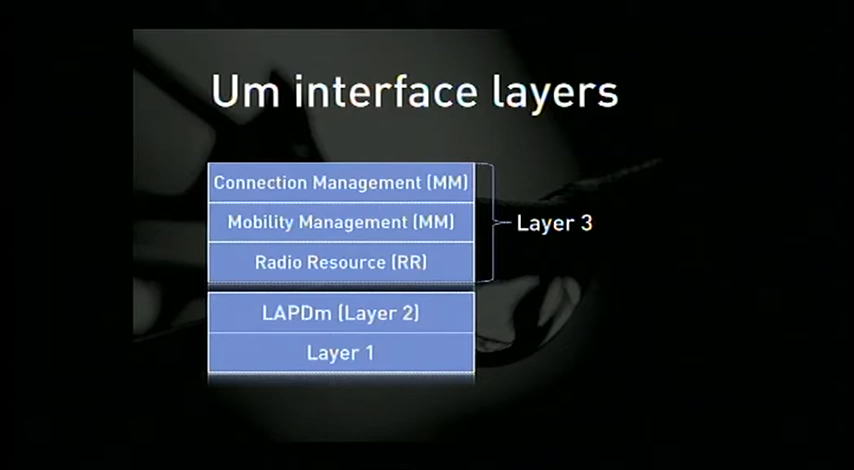 Um interface layers
Connection Management (MM)
Mobility Management (MM)
Radio Resource (RR)
Layer 3
LAPDm (Layer 2)
Layer 1